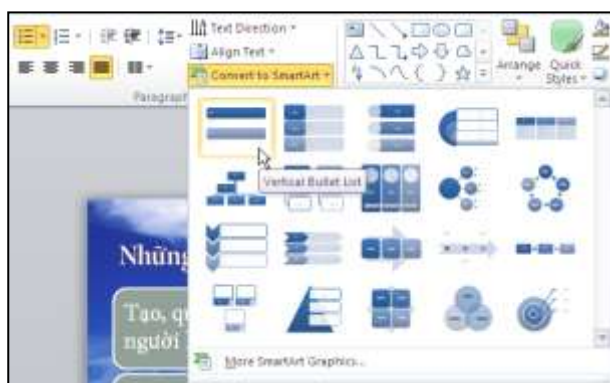 Text Direction
Align Text
Convert to SmartArt
Arrange
Quick
Styles
Paragrap
Vertical Bullet List
Những
Tạo, q
người
More SmartArt Graphics...